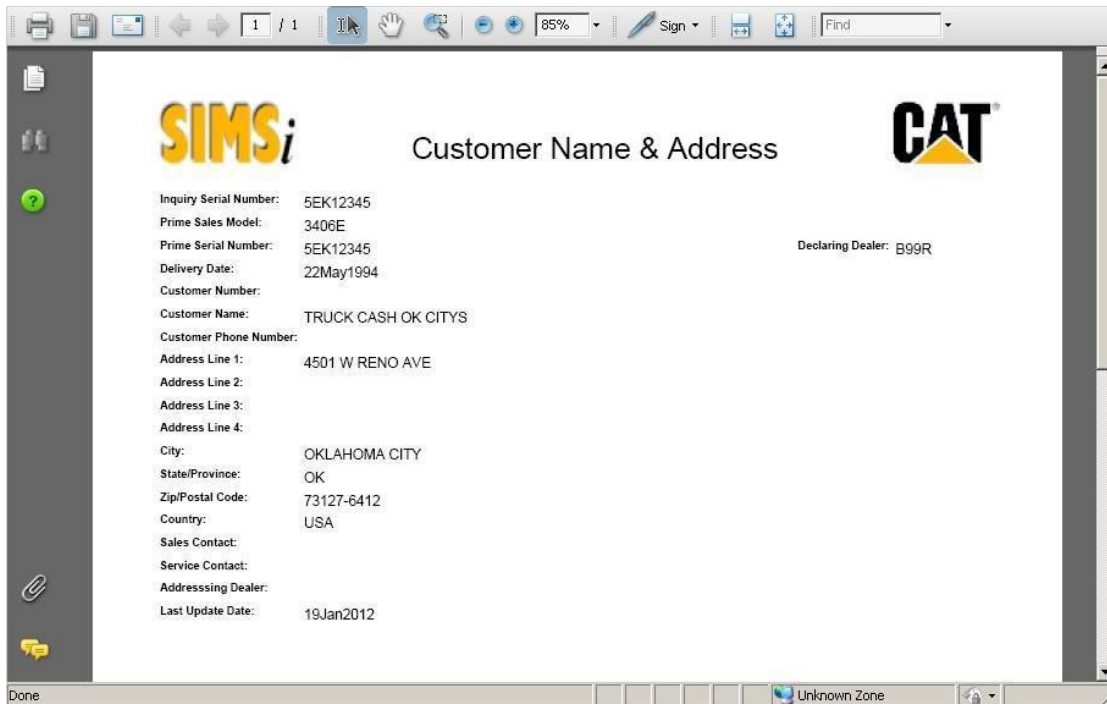 1 / 1
85%
Sign
Find
SIMSi
Customer Name & Address
CAT®
Inquiry Serial Number: 5EK12345
Prime Sales Model: 3406E
Prime Serial Number: 5EK12345 Declaring Dealer: B99R
Delivery Date: 22May1994
Customer Number:
Customer Name: TRUCK CASH OK CITYS
Customer Phone Number:
Address Line 1: 4501 W RENO AVE
Address Line 2:
Address Line 3:
Address Line 4:
City: OKLAHOMA CITY
State/Province: OK
Zip/Postal Code: 73127-6412
Country: USA
Sales Contact:
Service Contact:
Addresssing Dealer:
Last Update Date: 19Jan2012
Done
Unknown Zone